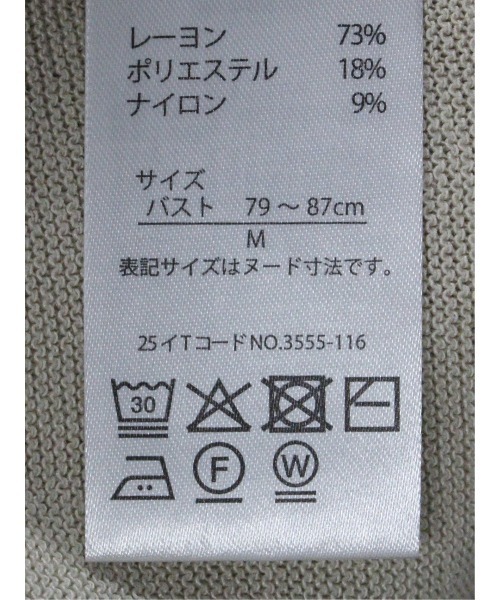 レーヨン 73%
ポリエステル 18%
ナイロン 9%
サイズ
バスト 79～87cm
M
表記サイズはヌード寸法です。
25イTコードNO.3555-116
30
F W